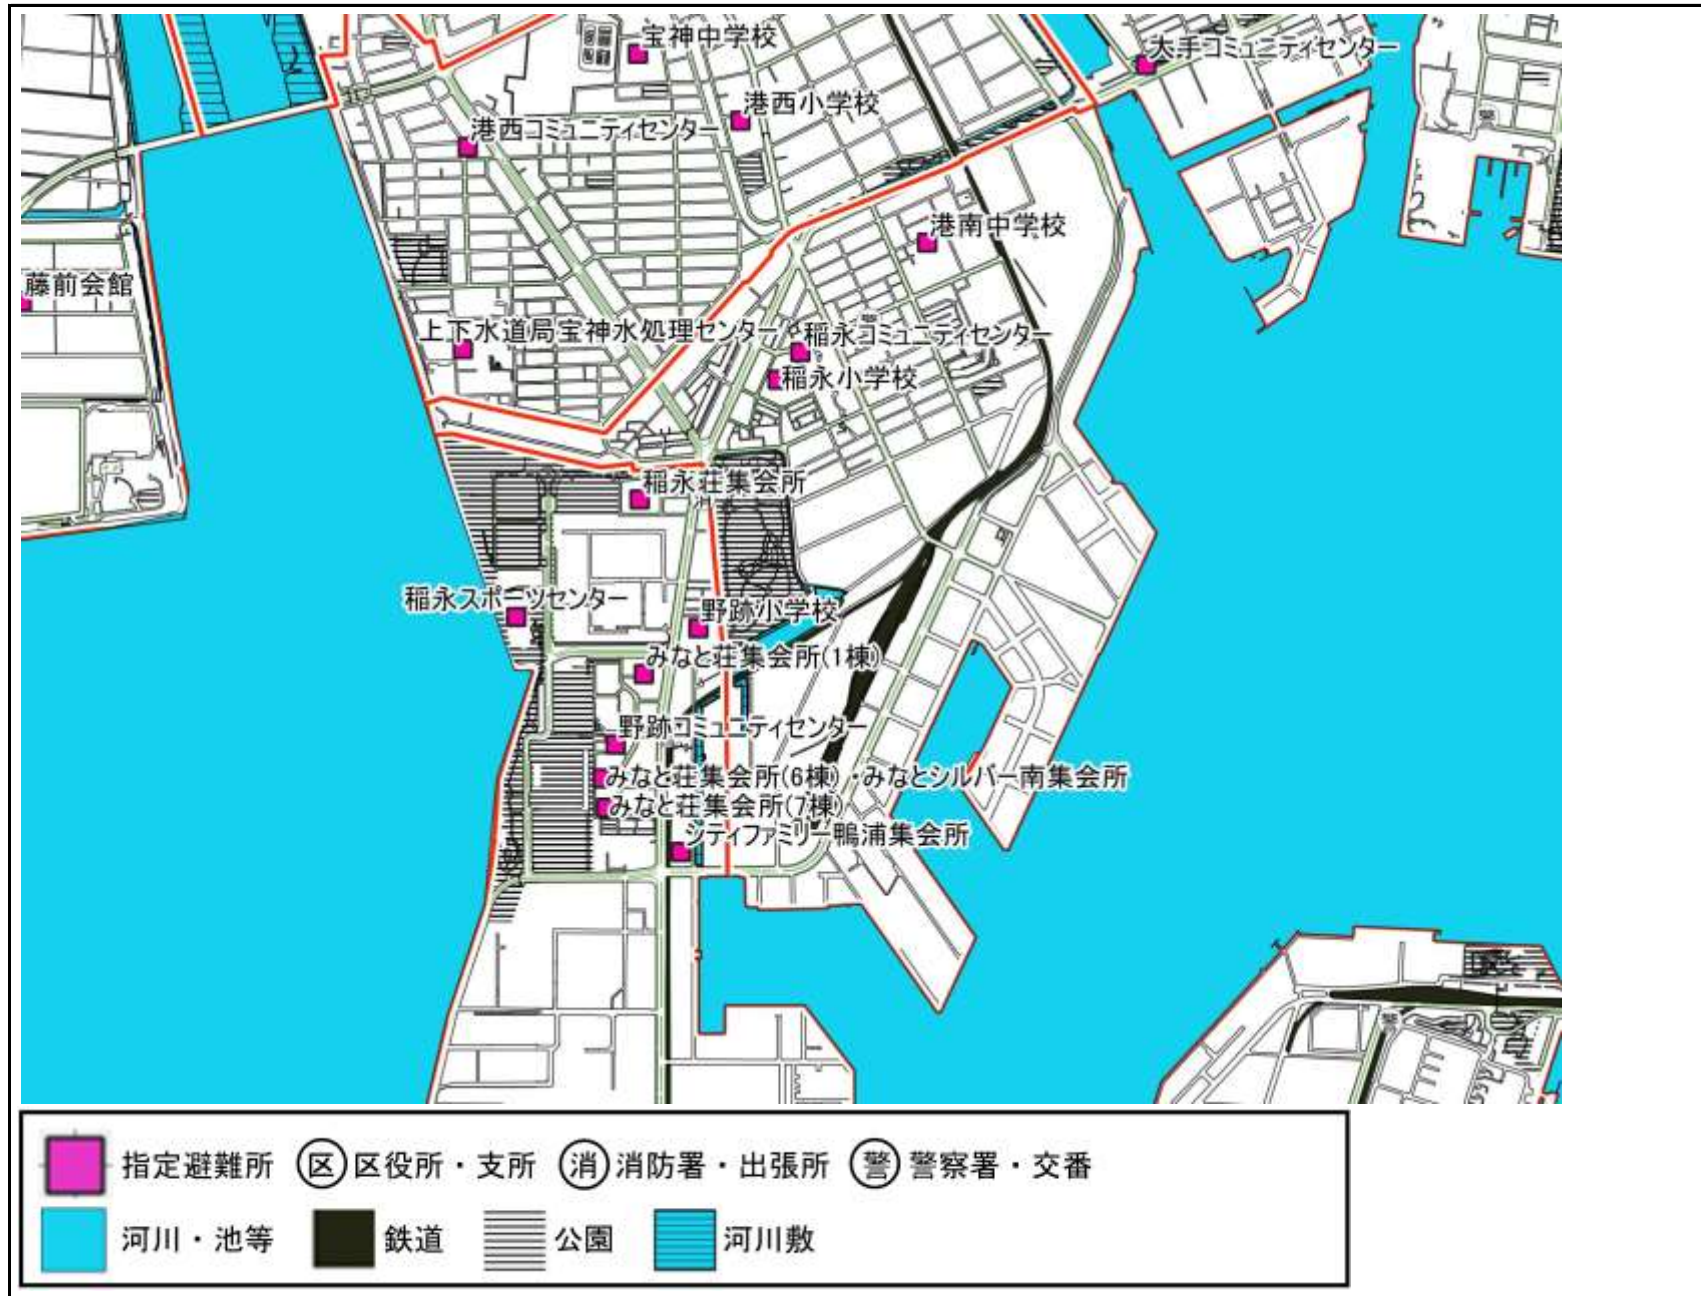 宝神中学校
大手コミュニティセンター
港西小学校
港西コミュニティセンター
港南中学校
藤前会館
上下水道局宝神水処理センター
稲永コミュニティセンター
稲永小学校
稲永荘集会所
稲永スポーツセンター
野跡小学校
みなと荘集会所(1棟)
野跡コミュニティセンター
みなと荘集会所(6棟)・みなとシルバー南集会所
みなと荘集会所(7棟)
シティファミリー鴨浦集会所
指定避難所 区 区役所・支所 消 消防署・出張所 警 警察署・交番
河川・池等 鉄道 公園 河川敷